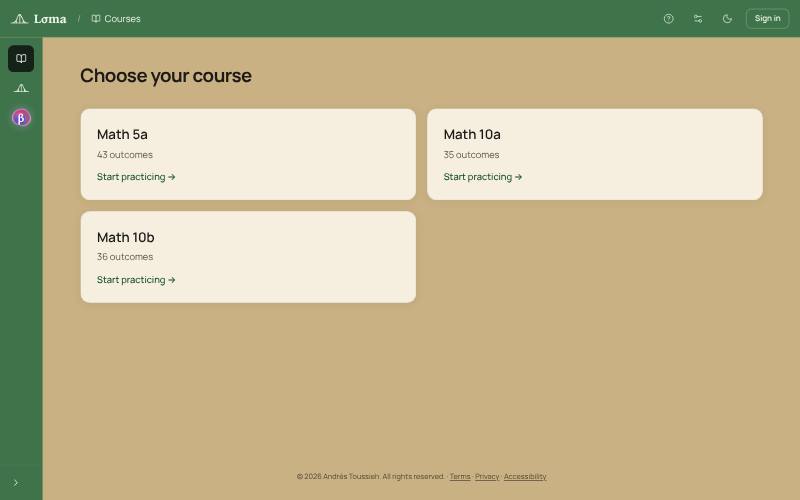 Loma / Courses
Sign in
β
Choose your course
Math 5a
43 outcomes
Start practicing →
Math 10a
35 outcomes
Start practicing →
Math 10b
36 outcomes
Start practicing →
© 2026 Andrés Toussieh. All rights reserved. · Terms · Privacy · Accessibility